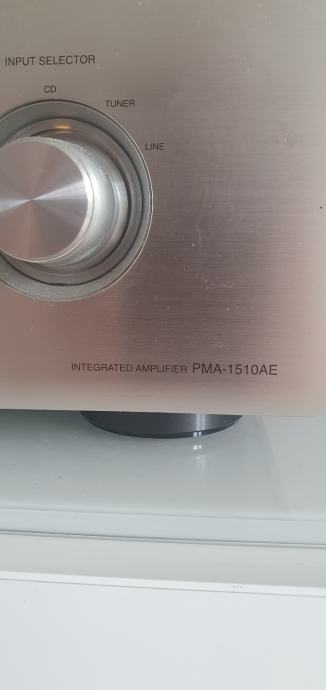 INPUT SELECTOR
CD
TUNER
LINE
INTEGRATED AMPLIFIER PMA-1510AE